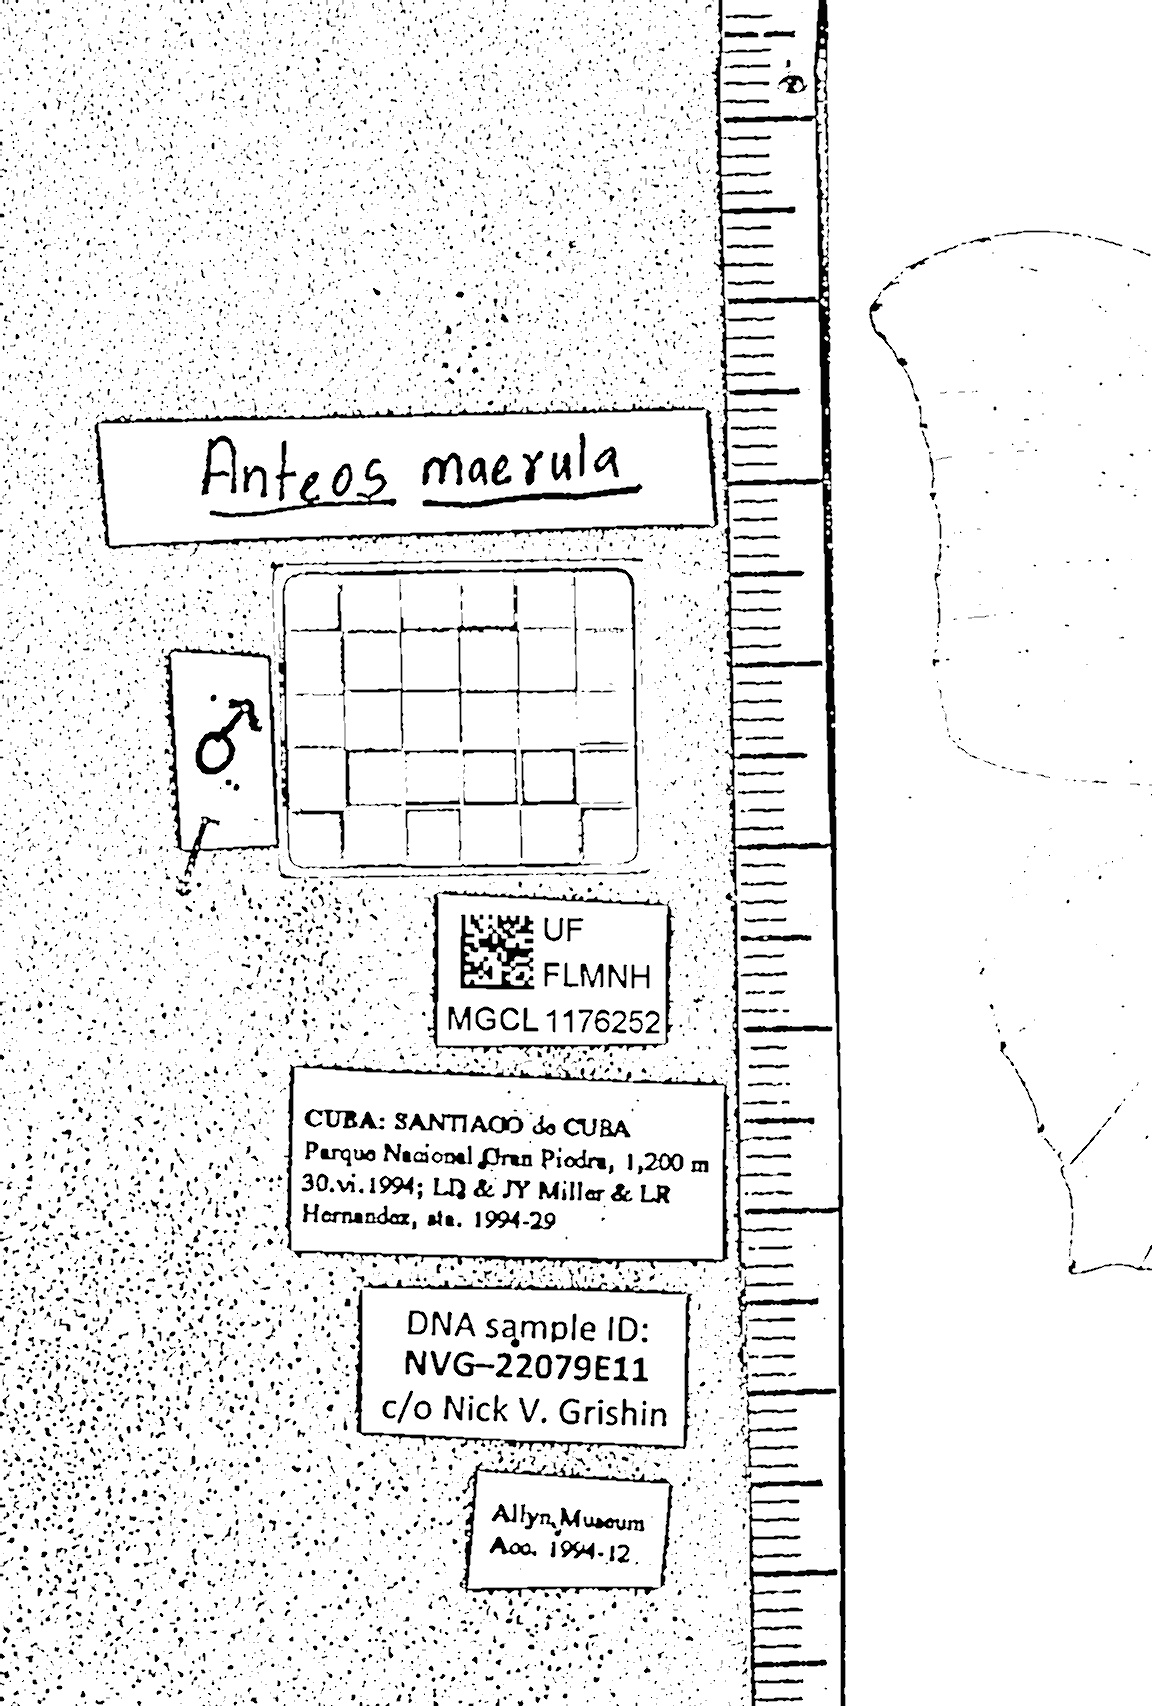 Anteos maerula
♂
UF
FLMNH
MGCL 1176252
CUBA: SANTIAGO de CUBA
Parque Nacional Gran Piedra, 1,200 m
30.vi.1994; LD & JY Miller & LR
Hernandez, sta. 1994-29
DNA sample ID:
NVG-22079E11
c/o Nick V. Grishin
Allyn Museum
Acc. 1994-12